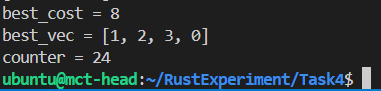 best_cost = 8
best_vec = [1, 2, 3, 0]
counter = 24
ubuntu@mct-head:~/RustExperiment/Task4$